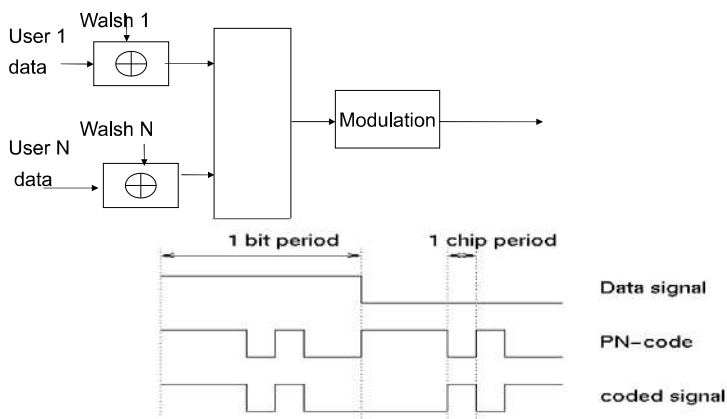 Walsh 1
User 1
data
Modulation
Walsh N
User N
data
1 bit period
1 chip period
Data signal
PN-code
coded signal